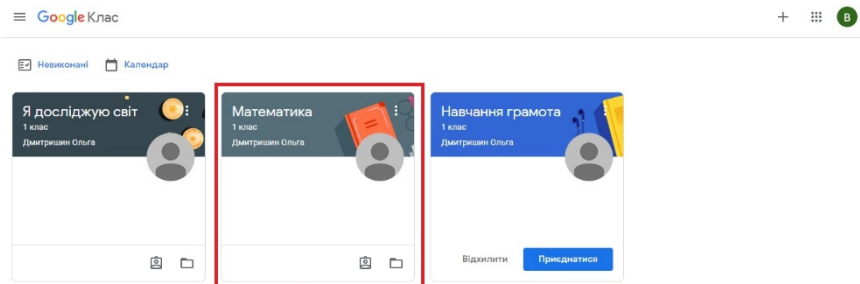 Google Клас
В
Невиконані Календар
Я досліджую світ
1 клас
Дмитришин Ольга
Математика
1 клас
Дмитришин Ольга
Навчання грамота
1 клас
Дмитришин Ольга
Відхилити Приєднатися